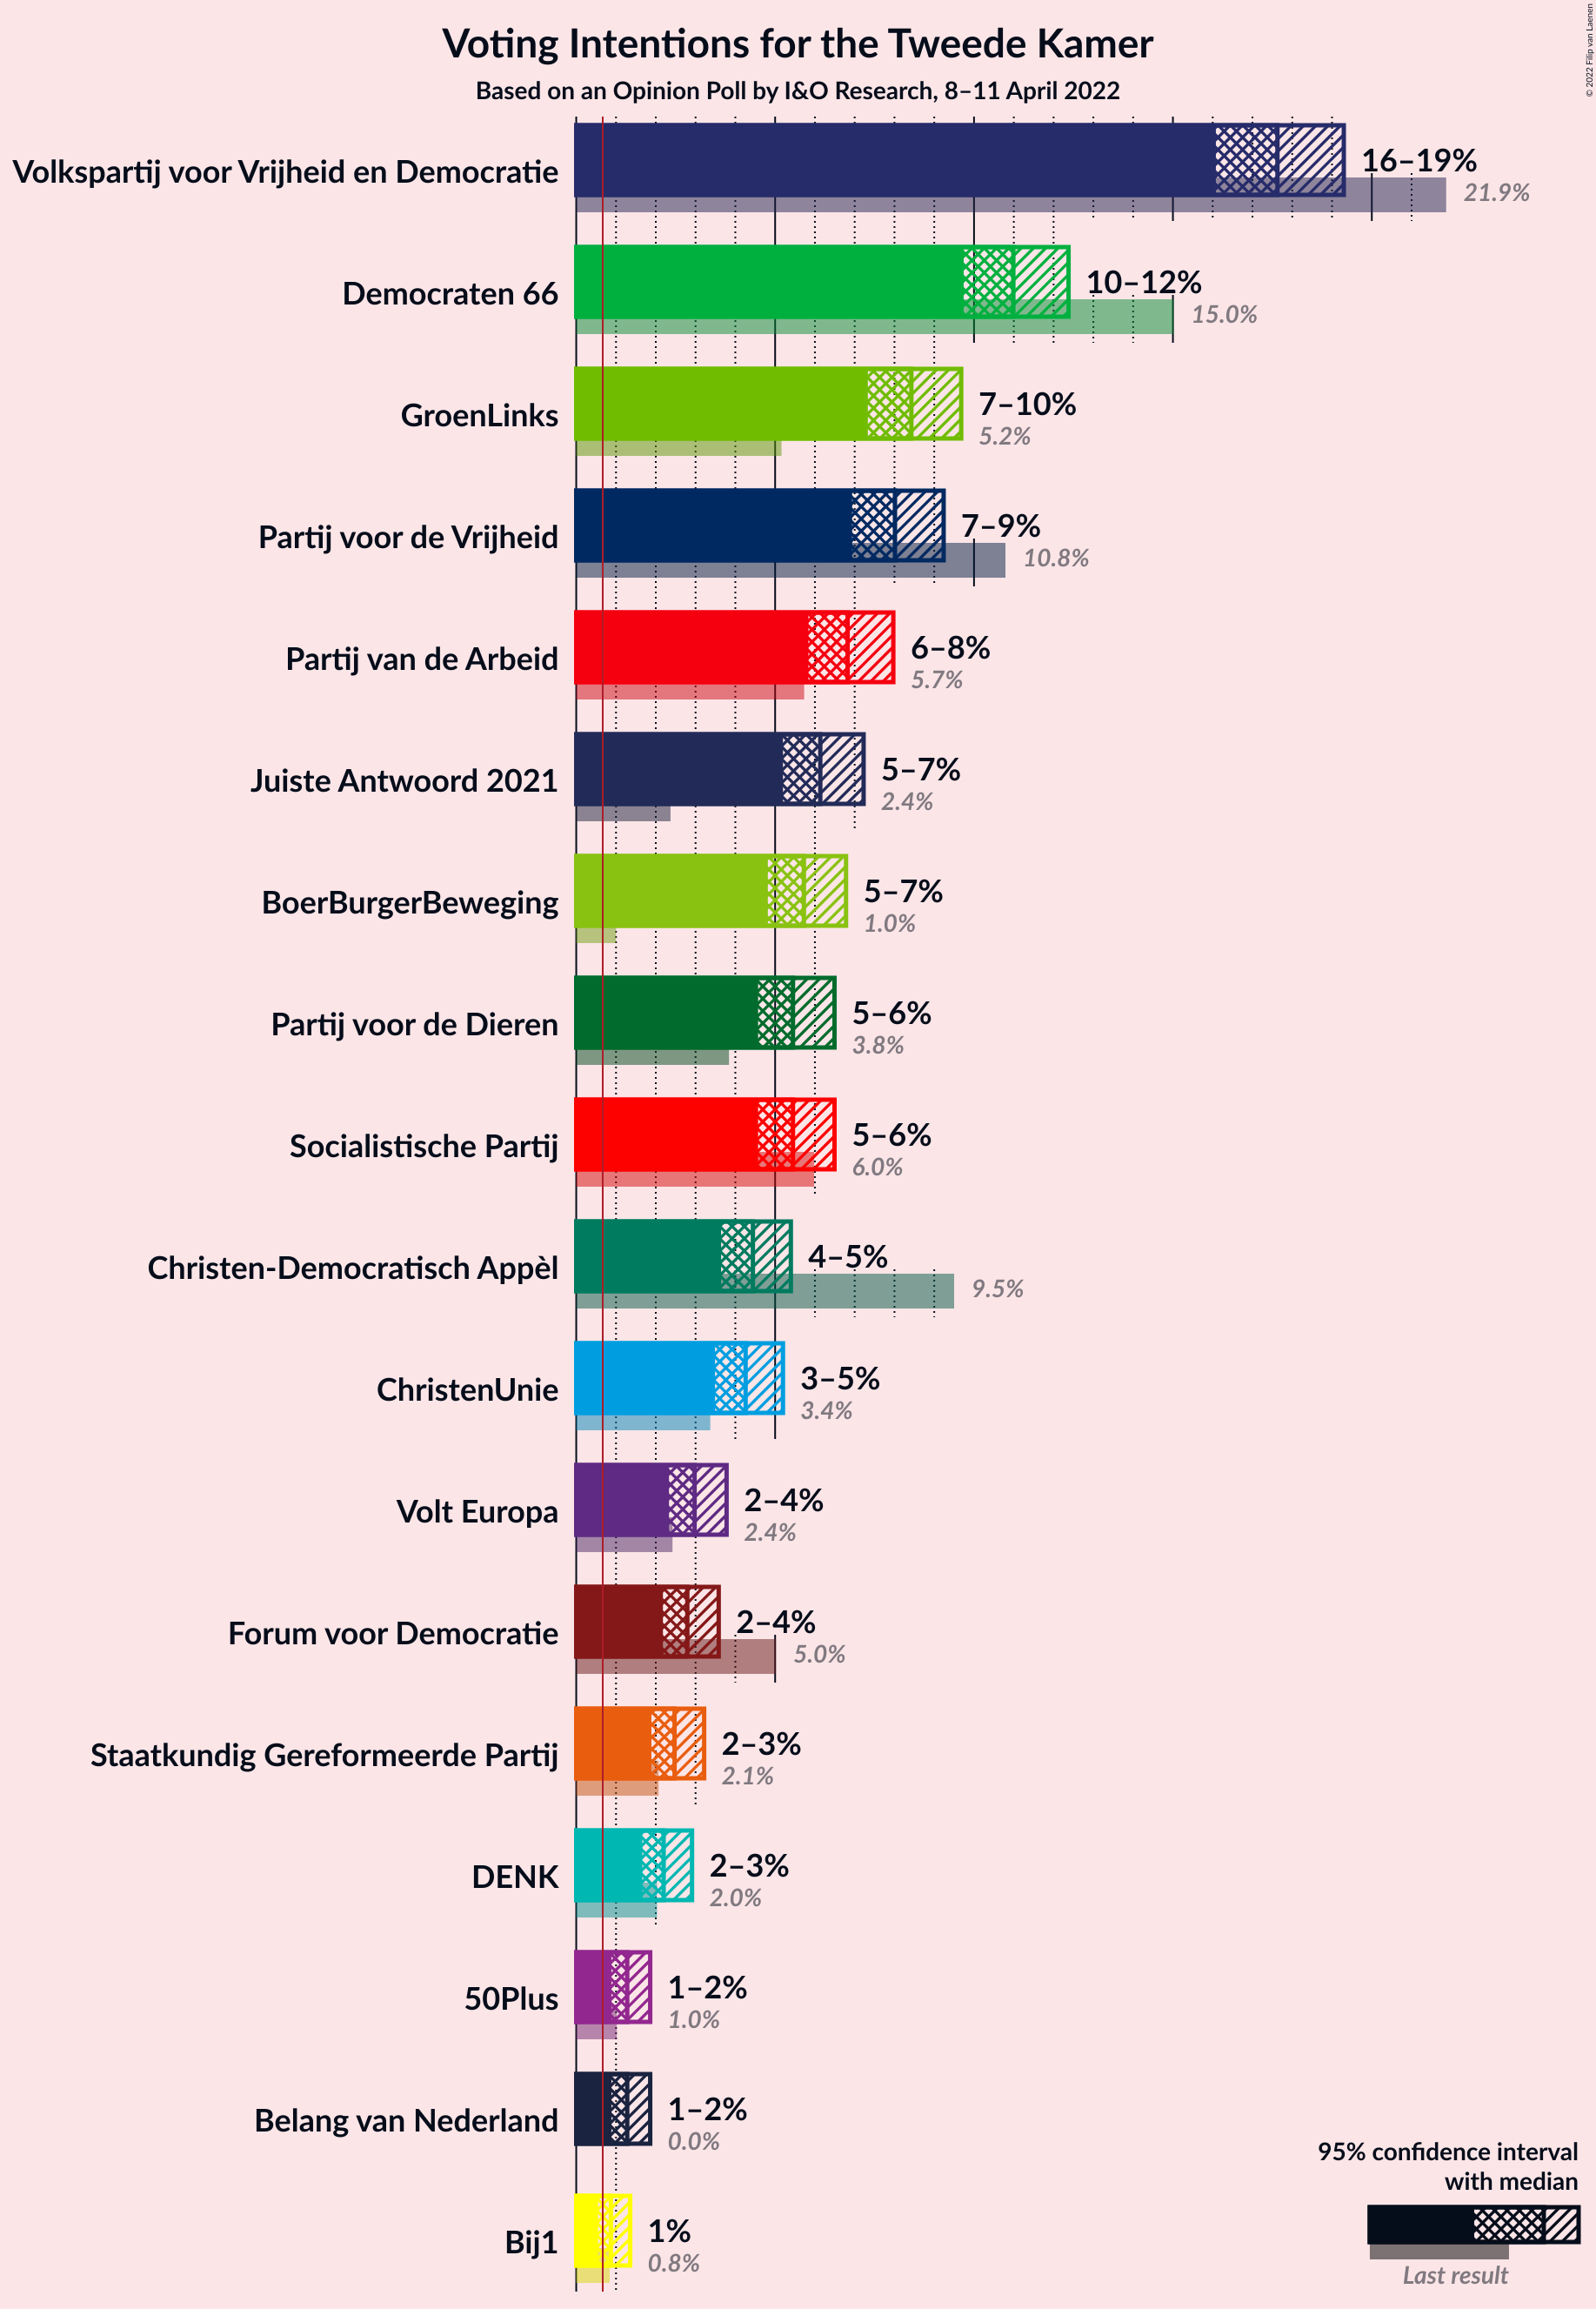 Voting Intentions for the Tweede Kamer
Based on an Opinion Poll by I&O Research, 8–11 April 2022
© 2022 Filip van Laenen
Volkspartij voor Vrijheid en Democratie
16–19%
21.9%
Democraten 66
10–12%
15.0%
GroenLinks
7–10%
5.2%
Partij voor de Vrijheid
7–9%
10.8%
Partij van de Arbeid
6–8%
5.7%
Juiste Antwoord 2021
5–7%
2.4%
BoerBurgerBeweging
5–7%
1.0%
Partij voor de Dieren
5–6%
3.8%
Socialistische Partij
5–6%
6.0%
Christen-Democratisch Appèl
4–5%
9.5%
ChristenUnie
3–5%
3.4%
Volt Europa
2–4%
2.4%
Forum voor Democratie
2–4%
5.0%
Staatkundig Gereformeerde Partij
2–3%
2.1%
DENK
2–3%
2.0%
50Plus
1–2%
1.0%
Belang van Nederland
1–2%
0.0%
Bij1
1%
0.8%
95% confidence interval
with median
Last result